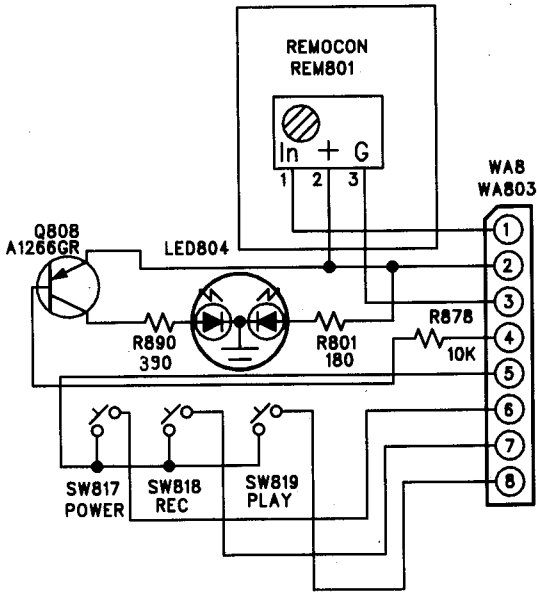 REMOCON
REM801
In + G
1 2 3
WA8
WA803
Q808
A1266GR
LED804
1
2
3
4
5
6
7
8
R890
390
R801
180
R878
10K
SW817
POWER
SW818
REC
SW819
PLAY